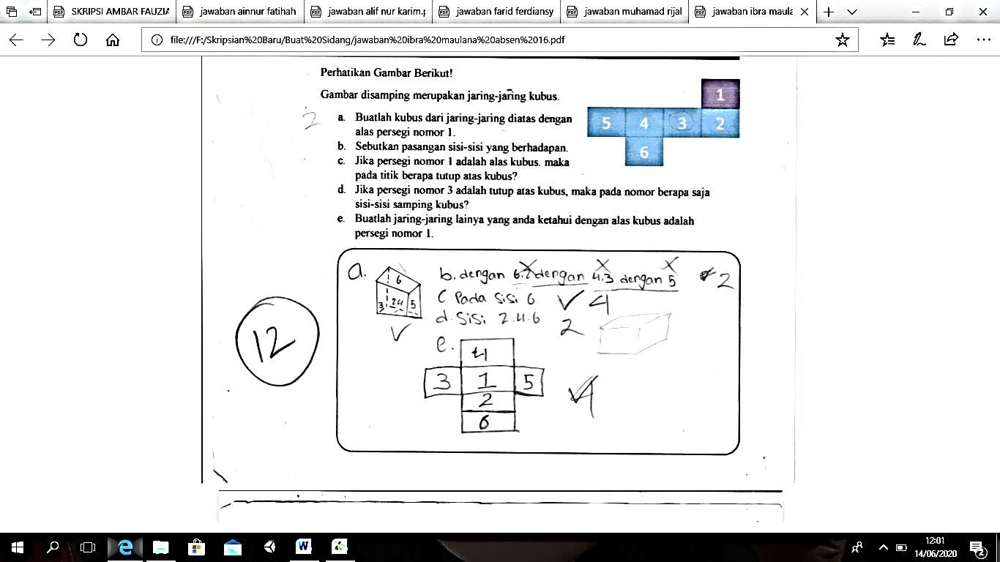 SKRIPSI AMBAR FAUZIA
jawaban ainnur fatihah
jawaban alif nur karim.p
jawaban farid ferdiansy
jawaban muhamad rijal
jawaban ibra maula
file:///F:/Skripsian%20Baru/Buat%20Sidang/jawaban%20ibra%20maulana%20absen%2016.pdf
Perhatikan Gambar Berikut!
Gambar disamping merupakan jaring-jaring kubus.
2
a. Buatlah kubus dari jaring-jaring diatas dengan
alas persegi nomor 1.
b. Sebutkan pasangan sisi-sisi yang berhadapan.
c. Jika persegi nomor 1 adalah alas kubus. maka
pada titik berapa tutup atas kubus?
d. Jika persegi nomor 3 adalah tutup atas kubus, maka pada nomor berapa saja
sisi-sisi samping kubus?
e. Buatlah jaring-jaring lainya yang anda ketahui dengan alas kubus adalah
persegi nomor 1.
1
5 4 3 2
6
a.
6
3 24 5
b. dengan 6.2 dengan 4.3 dengan 5
2
C Pada sisi 6
4
d. sisi 2.4.6
2
12
e.
4
3 1 5
2
6
4
12:01
14/06/2020
2